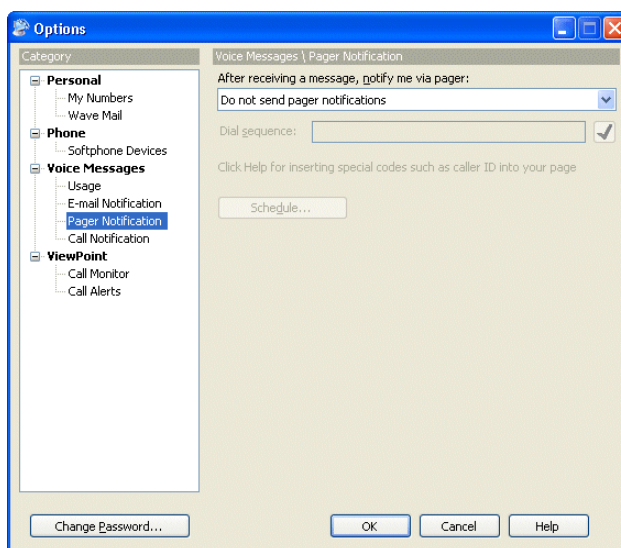 Options
Category
Personal
My Numbers
Wave Mail
Phone
Softphone Devices
Voice Messages
Usage
E-mail Notification
Pager Notification
Call Notification
ViewPoint
Call Monitor
Call Alerts
Voice Messages \ Pager Notification
After receiving a message, notify me via pager:
Do not send pager notifications
Dial sequence:
Click Help for inserting special codes such as caller ID into your page
Schedule...
Change Password...
OK
Cancel
Help